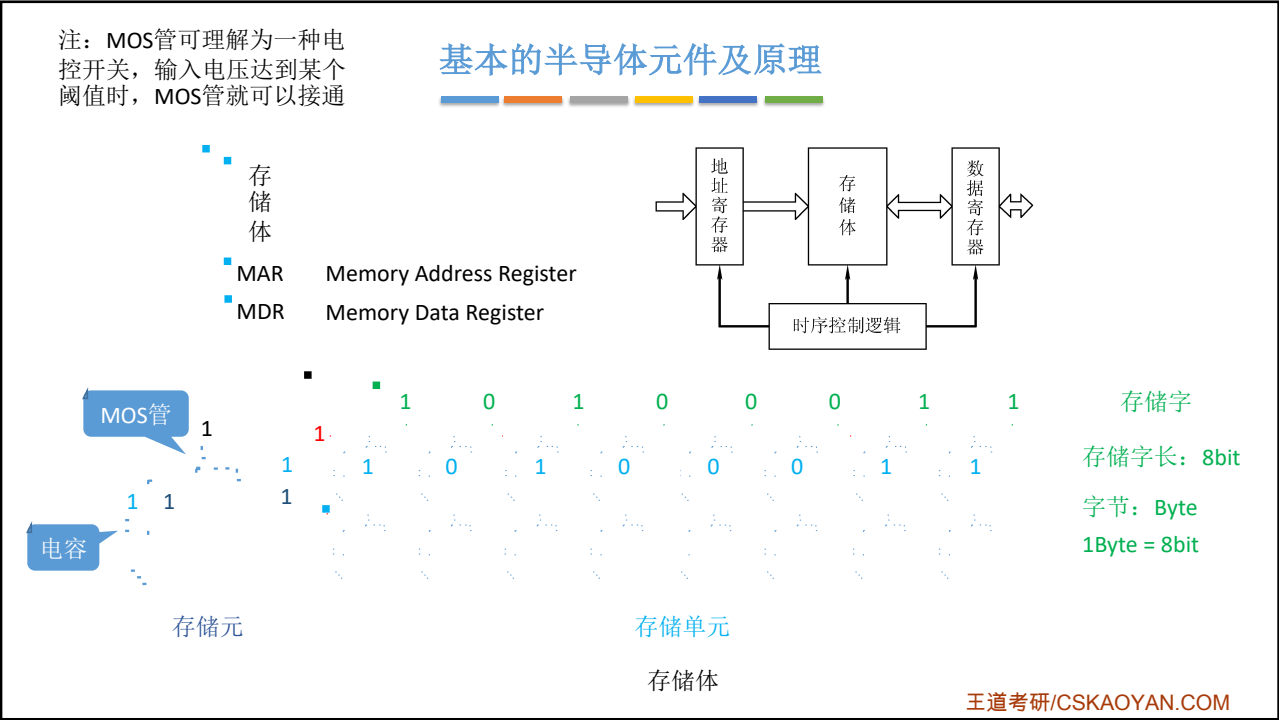 注：MOS管可理解为一种电
控开关，输入电压达到某个
阈值时，MOS管就可以接通
基本的半导体元件及原理
存
储
体
MAR Memory Address Register
MDR Memory Data Register
地
址
寄
存
器
存
储
体
数
据
寄
存
器
时序控制逻辑
MOS管
电容
1
1
1
1
1
1
1 0 1 0 0 0 1 1
1 0 1 0 0 0 1 1
存储字
存储字长：8bit
字节：Byte
1Byte = 8bit
存储元
存储单元
存储体
王道考研/CSKAOYAN.COM